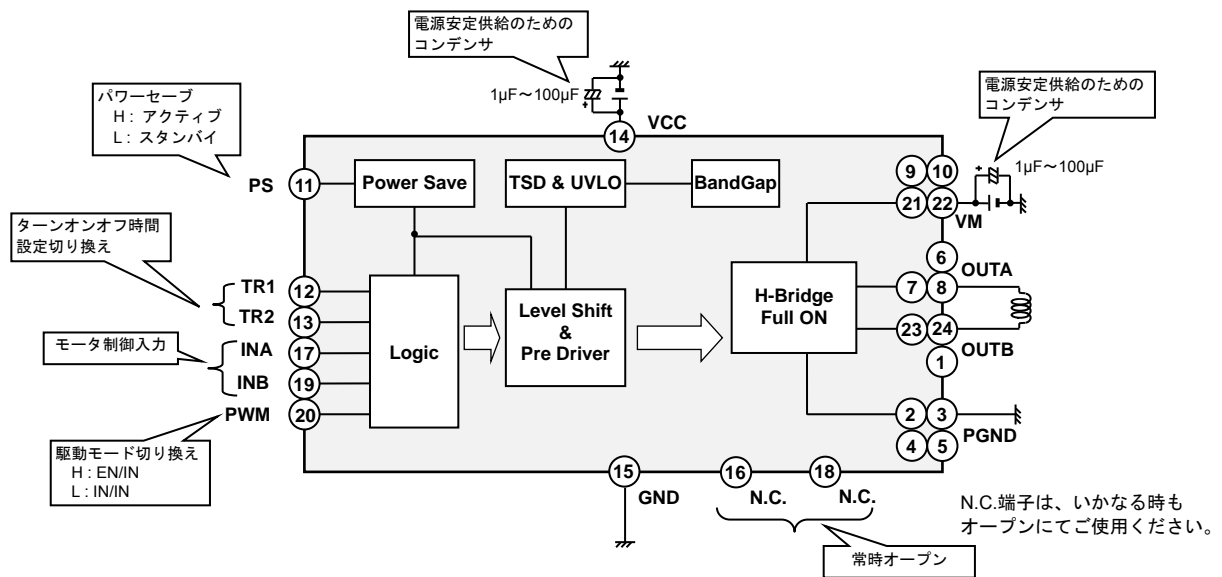 電源安定供給のための
コンデンサ
1μF～100μF
+
電源安定供給のための
コンデンサ
+
1μF～100μF
パワーセーブ
H : アクティブ
L : スタンバイ
14
VCC
PS
11
Power Save
TSD & UVLO
BandGap
9
10
21
22
VM
ターンオンオフ時間
設定切り換え
TR1
12
TR2
13
モータ制御入力
INA
17
INB
19
PWM
20
Logic
Level Shift
&
Pre Driver
H-Bridge
Full ON
6
OUTA
7
8
23
24
OUTB
1
2
3
PGND
4
5
駆動モード切り換え
H : EN/IN
L : IN/IN
15
GND
16
N.C.
18
N.C.
常時オープン
N.C.端子は、いかなる時も
オープンにてご使用ください。